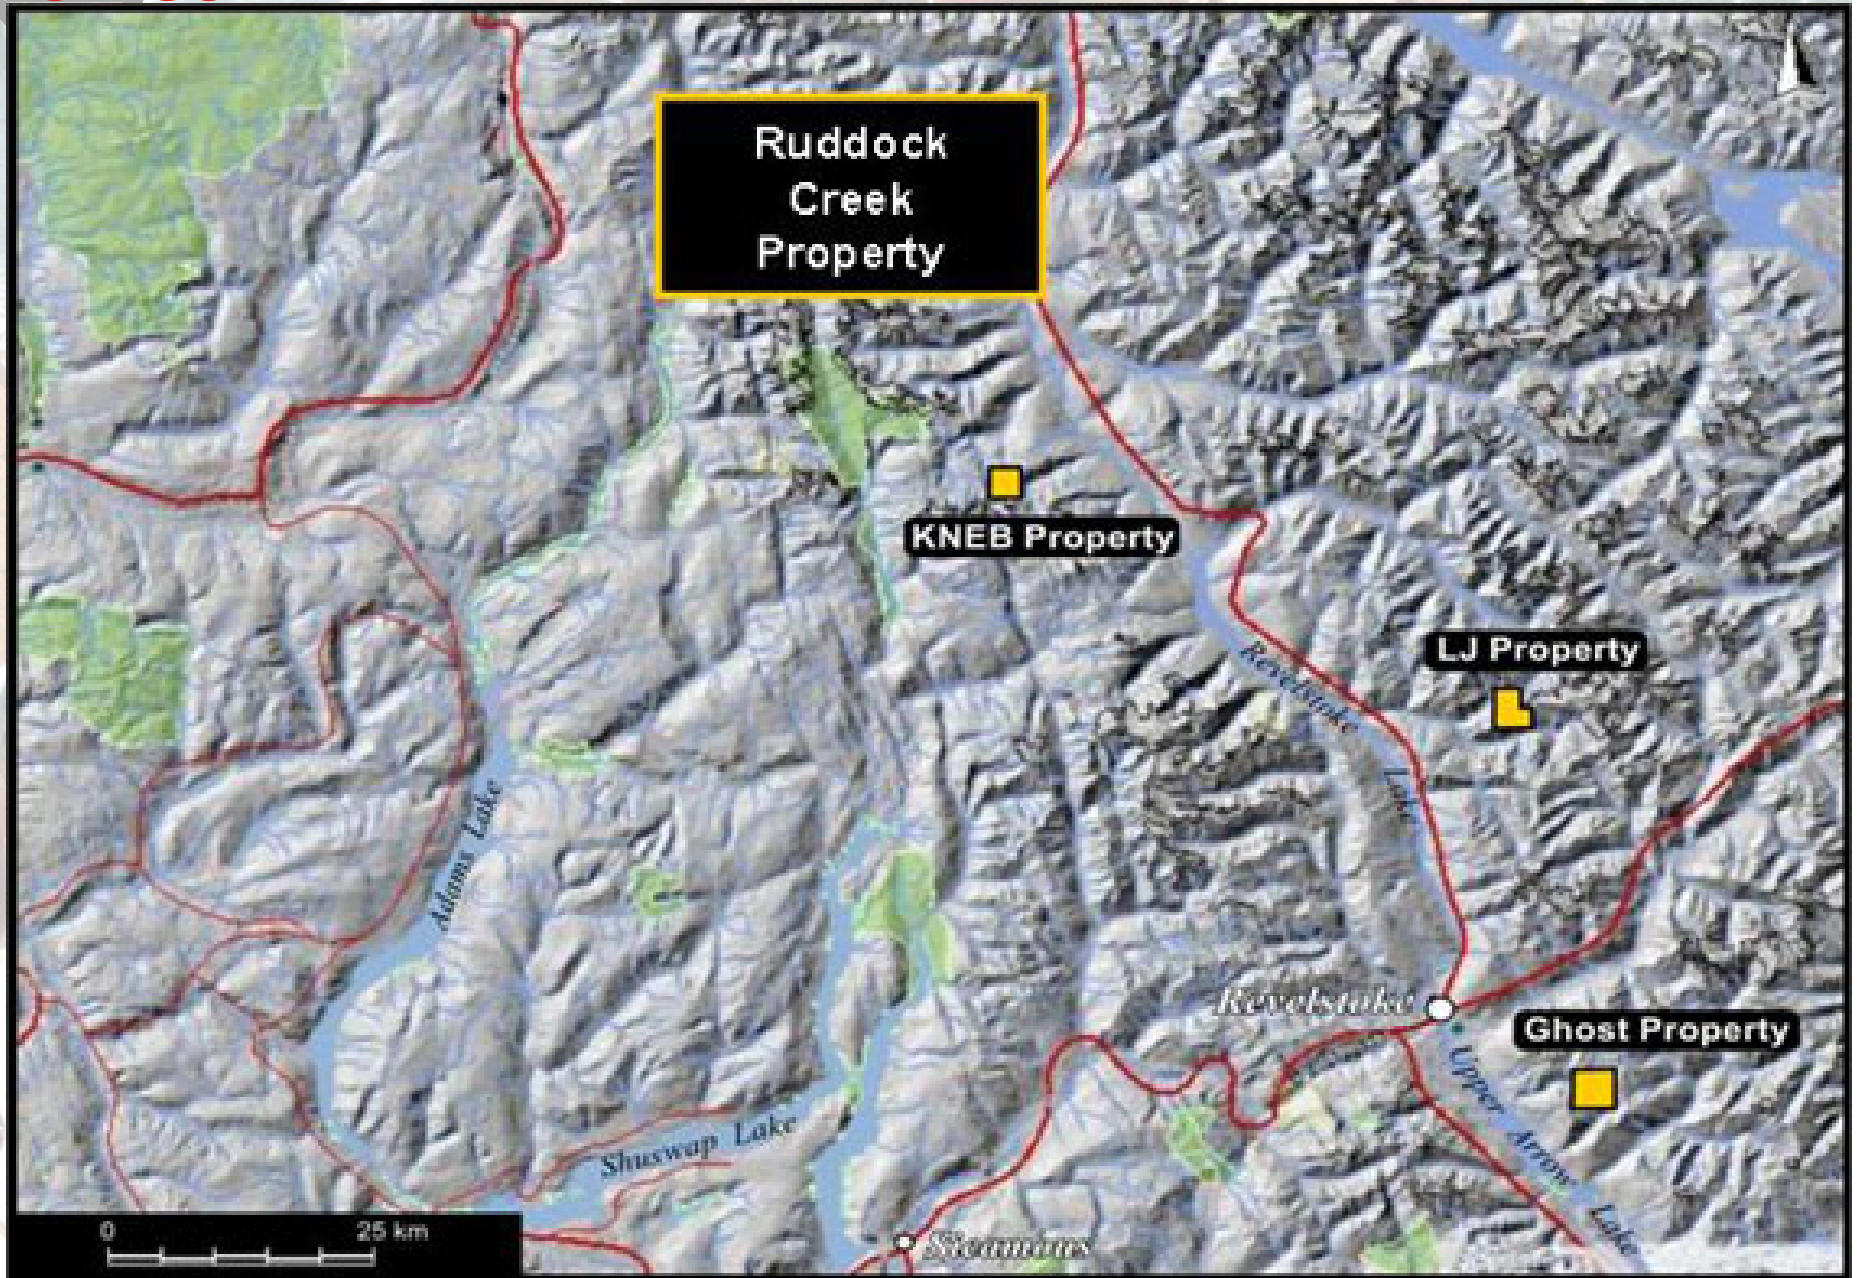 Ruddock
Creek
Property
KNEB Property
LJ Property
Revelstoke
Lake
Adams Lake
Revelstoke
Ghost Property
Upper Arrow Lake
Shuswap Lake
0 25 km
Sicamous